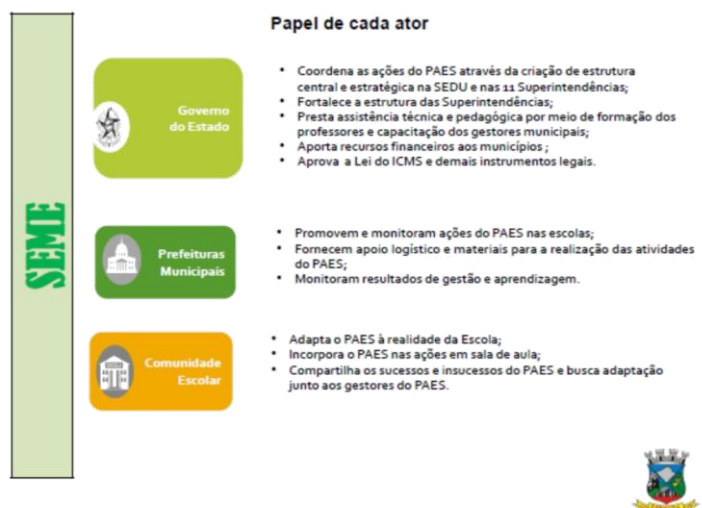 Papel de cada ator
SEME
Governo
do Estado
• Coordena as ações do PAES através da criação de estrutura
central e estratégica na SEDU e nas 11 Superintendências;
• Fortalece a estrutura das Superintendências;
• Presta assistência técnica e pedagógica por meio de formação dos
professores e capacitação dos gestores municipais;
• Aporta recursos financeiros aos municípios ;
• Aprova a Lei do ICMS e demais instrumentos legais.
Prefeituras
Municipais
• Promovem e monitoram ações do PAES nas escolas;
• Fornecem apoio logístico e materiais para a realização das atividades
do PAES;
• Monitoram resultados de gestão e aprendizagem.
Comunidade
Escolar
• Adapta o PAES à realidade da Escola;
• Incorpora o PAES nas ações em sala de aula;
• Compartilha os sucessos e insucessos do PAES e busca adaptação
junto aos gestores do PAES.